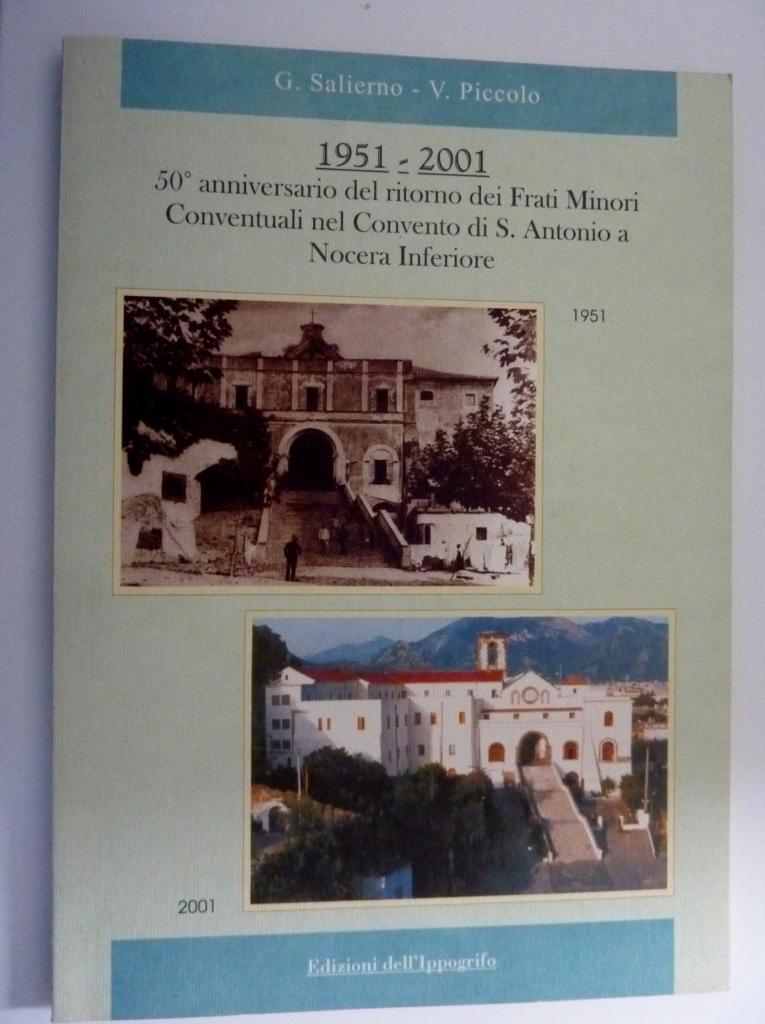 G. Salierno - V. Piccolo
1951 - 2001
50° anniversario del ritorno dei Frati Minori
Conventuali nel Convento di S. Antonio a
Nocera Inferiore
1951
2001
Edizioni dell'Ippogrifo